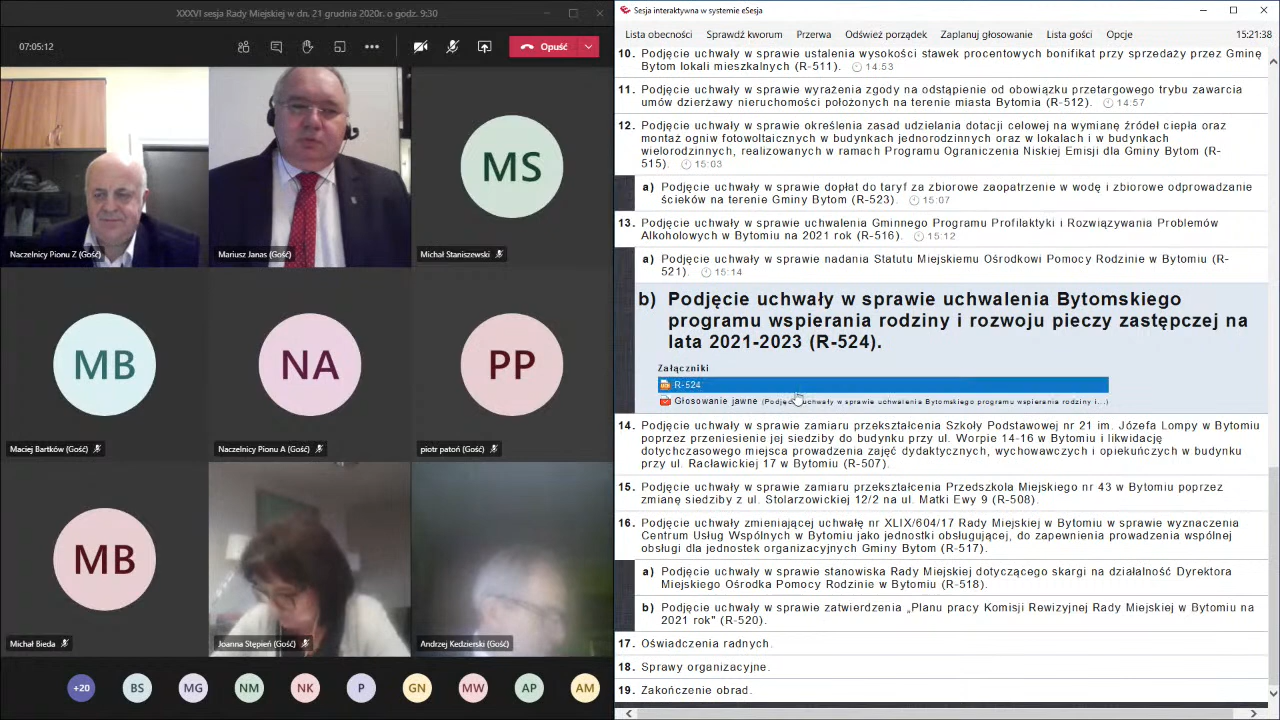 XXXVI sesja Rady Miejskiej w dn. 21 grudnia 2020r. o godz. 9:30
07:05:12
Opuść
Naczelnicy Pionu Z (Gość)
Mariusz Janas (Gość)
MS
Michał Staniszewski
MB
Maciej Bartków (Gość)
NA
Naczelnicy Pionu A (Gość)
PP
piotr patoń (Gość)
MB
Michał Bieda
Joanna Stępień (Gość)
Andrzej Kedzierski (Gość)
+20
BS
MG
NM
NK
P
GN
MW
AP
AM
Sesja interaktywna w systemie eSesja
Lista obecności Sprawdź kworum Przerwa Odśwież porządek Zaplanuj głosowanie Lista gości Opcje
15:21:38
10. Podjęcie uchwały w sprawie ustalenia wysokości stawek procentowych bonifikat przy sprzedaży przez Gminę
Bytom lokali mieszkalnych (R-511). 14:53
11. Podjęcie uchwały w sprawie wyrażenia zgody na odstąpienie od obowiązku przetargowego trybu zawarcia
umów dzierżawy nieruchomości położonych na terenie miasta Bytomia (R-512). 14:57
12. Podjęcie uchwały w sprawie określenia zasad udzielania dotacji celowej na wymianę źródeł ciepła oraz
montaż ogniw fotowoltaicznych w budynkach jednorodzinnych oraz w lokalach i w budynkach
wielorodzinnych, realizowanych w ramach Programu Ograniczenia Niskiej Emisji dla Gminy Bytom (R-
515). 15:03
a) Podjęcie uchwały w sprawie dopłat do taryf za zbiorowe zaopatrzenie w wodę i zbiorowe odprowadzanie
ścieków na terenie Gminy Bytom (R-523). 15:07
13. Podjęcie uchwały w sprawie uchwalenia Gminnego Programu Profilaktyki i Rozwiązywania Problemów
Alkoholowych w Bytomiu na 2021 rok (R-516). 15:12
a) Podjęcie uchwały w sprawie nadania Statutu Miejskiemu Ośrodkowi Pomocy Rodzinie w Bytomiu (R-
521). 15:14
b) Podjęcie uchwały w sprawie uchwalenia Bytomskiego
programu wspierania rodziny i rozwoju pieczy zastępczej na
lata 2021-2023 (R-524).
Załączniki
R-524
Głosowanie jawne (Podjęc uchwały w sprawie uchwalenia Bytomskiego programu wspierania rodziny i...)
14. Podjęcie uchwały w sprawie zamiaru przekształcenia Szkoły Podstawowej nr 21 im. Józefa Lompy w Bytomiu
poprzez przeniesienie jej siedziby do budynku przy ul. Worpie 14-16 w Bytomiu i likwidację
dotychczasowego miejsca prowadzenia zajęć dydaktycznych, wychowawczych i opiekuńczych w budynku
przy ul. Racławickiej 17 w Bytomiu (R-507).
15. Podjęcie uchwały w sprawie zamiaru przekształcenia Przedszkola Miejskiego nr 43 w Bytomiu poprzez
zmianę siedziby z ul. Stolarzowickiej 12/2 na ul. Matki Ewy 9 (R-508).
16. Podjęcie uchwały zmieniającej uchwałę nr XLIX/604/17 Rady Miejskiej w Bytomiu w sprawie wyznaczenia
Centrum Usług Wspólnych w Bytomiu jako jednostki obsługującej, do zapewnienia prowadzenia wspólnej
obsługi dla jednostek organizacyjnych Gminy Bytom (R-517).
a) Podjęcie uchwały w sprawie stanowiska Rady Miejskiej dotyczącego skargi na działalność Dyrektora
Miejskiego Ośrodka Pomocy Rodzinie w Bytomiu (R-518).
b) Podjęcie uchwały w sprawie zatwierdzenia „Planu pracy Komisji Rewizyjnej Rady Miejskiej w Bytomiu na
2021 rok" (R-520).
17. Oświadczenia radnych.
18. Sprawy organizacyjne.
19. Zakończenie obrad.